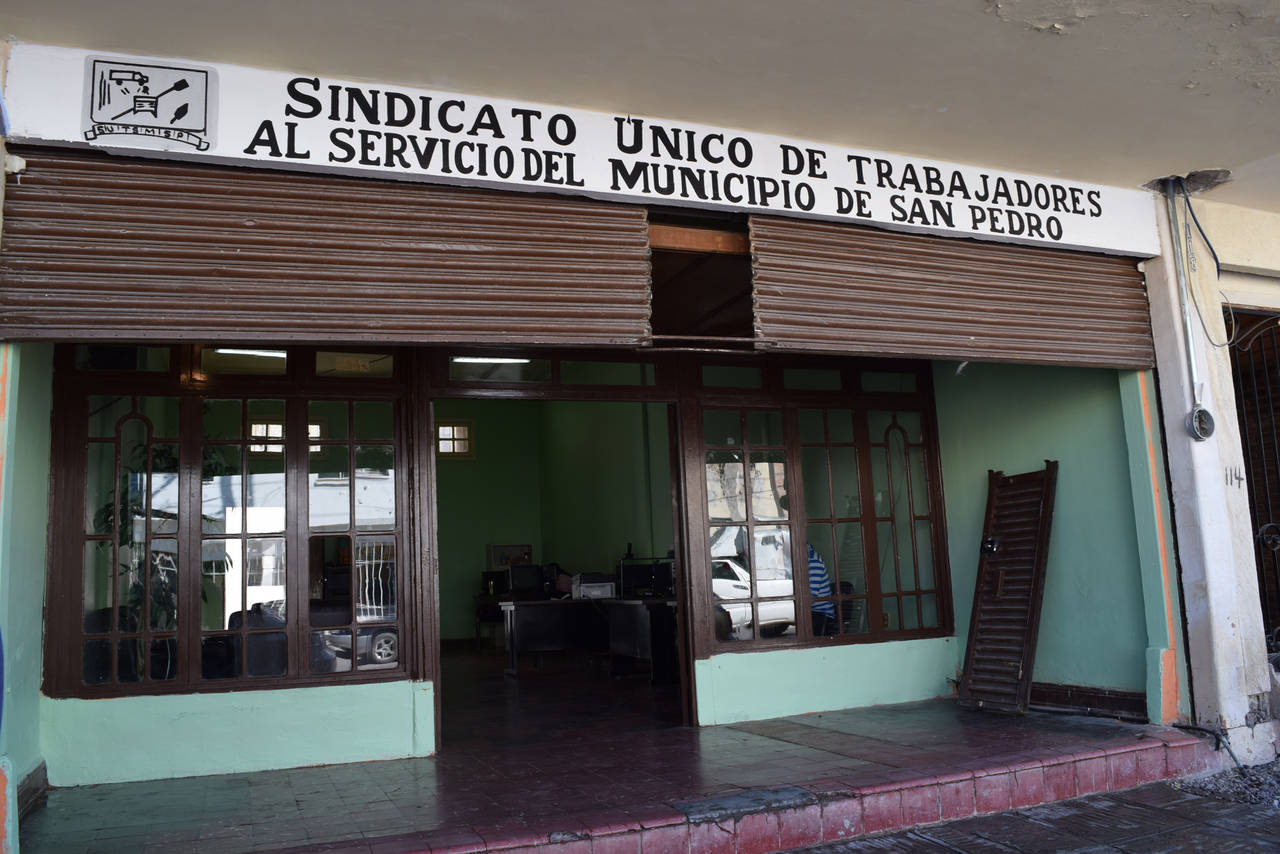 SINDICATO ÚNICO DE TRABAJADORES
AL SERVICIO DEL MUNICIPIO DE SAN PEDRO
S.U.T.S.M.S.P.
114